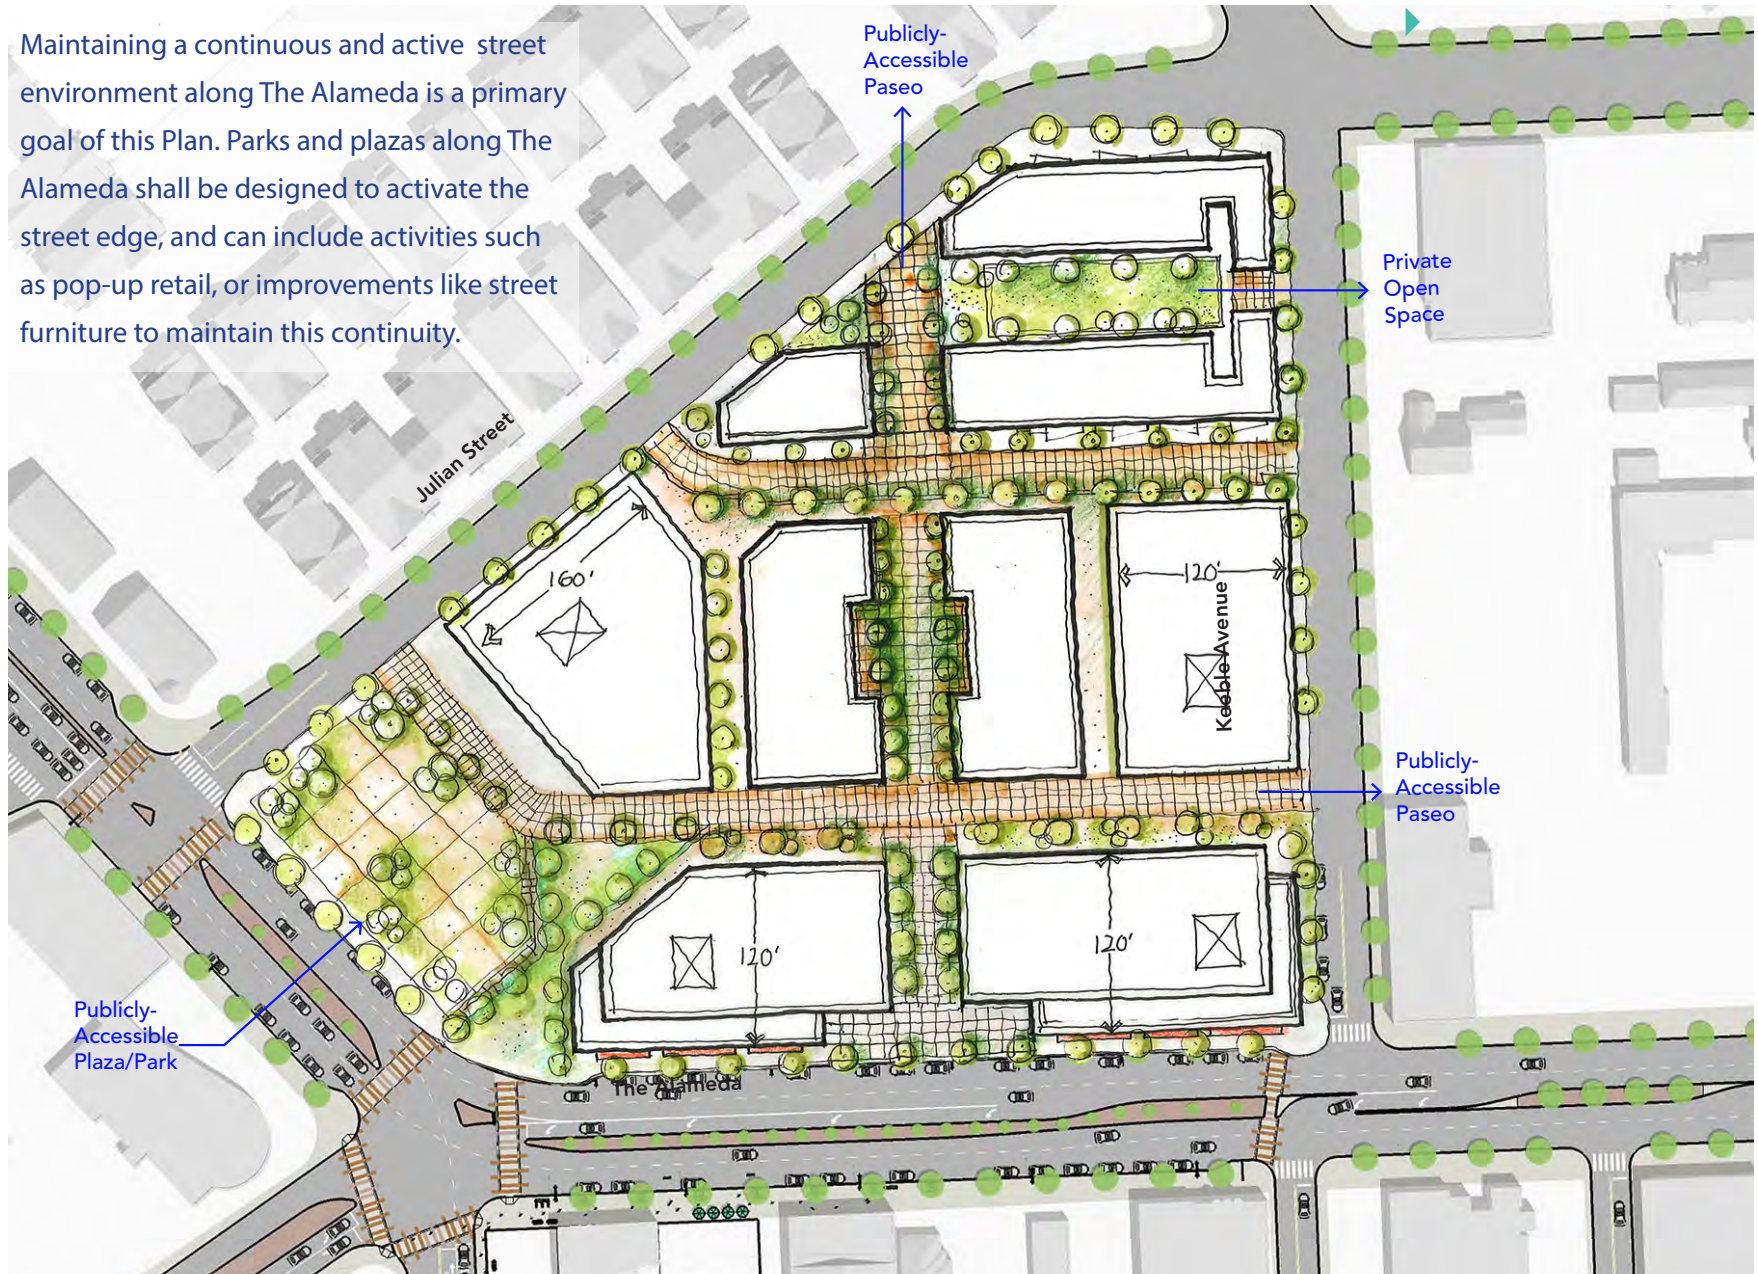 Maintaining a continuous and active street
environment along The Alameda is a primary
goal of this Plan. Parks and plazas along The
Alameda shall be designed to activate the
street edge, and can include activities such
as pop-up retail, or improvements like street
furniture to maintain this continuity.
Publicly-
Accessible
Paseo
Private
Open
Space
Julian Street
160'
120'
Keeble Avenue
Publicly-
Accessible
Paseo
120'
120'
Publicly-
Accessible
Plaza/Park
The Alameda